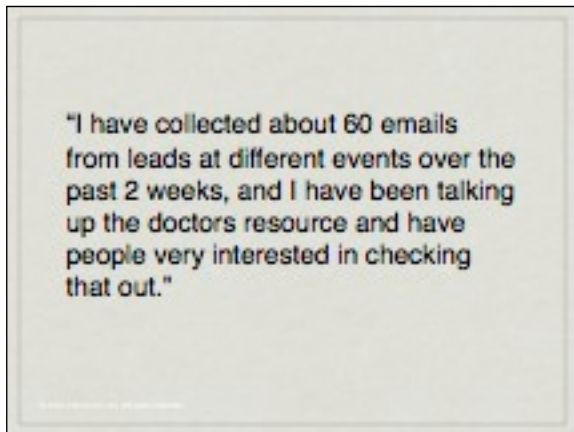 “I have collected about 60 emails
from leads at different events over the
past 2 weeks, and I have been talking
up the doctors resource and have
people very interested in checking
that out.”